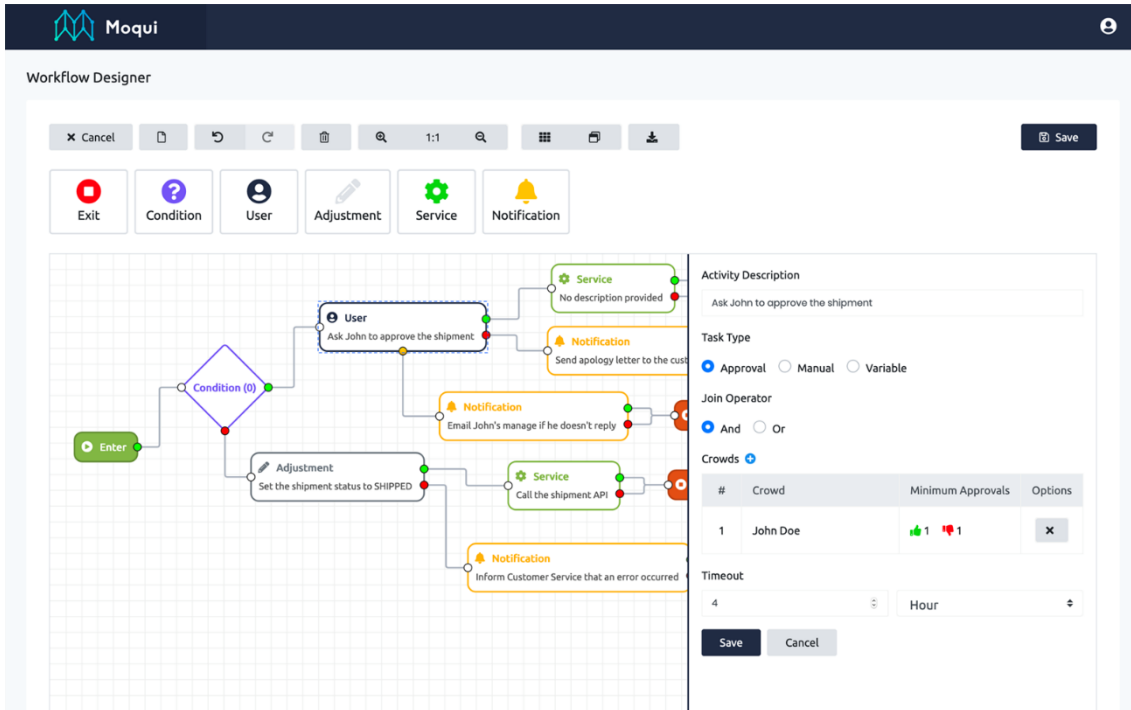 Moqui
Workflow Designer
Cancel
1:1
Save
Exit
Condition
User
Adjustment
Service
Notification
Service
No description provided
User
Ask John to approve the shipment
Notification
Send apology letter to the cust
Condition (0)
Notification
Email John's manage if he doesn't reply
Enter
Adjustment
Set the shipment status to SHIPPED
Service
Call the shipment API
Notification
Inform Customer Service that an error occurred
Activity Description
Ask John to approve the shipment
Task Type
Approval Manual Variable
Join Operator
And Or
Crowds
# Crowd Minimum Approvals Options
1 John Doe 1 1
Timeout
4 Hour
Save Cancel